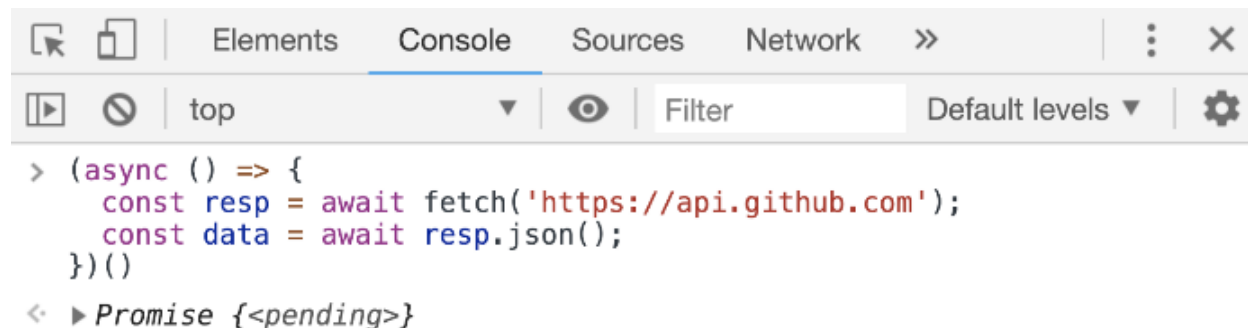 Elements Console Sources Network »
top ▼ Filter Default levels ▼
> (async () => {
const resp = await fetch('https://api.github.com');
const data = await resp.json();
})()
<· ▶ Promise {<pending>}